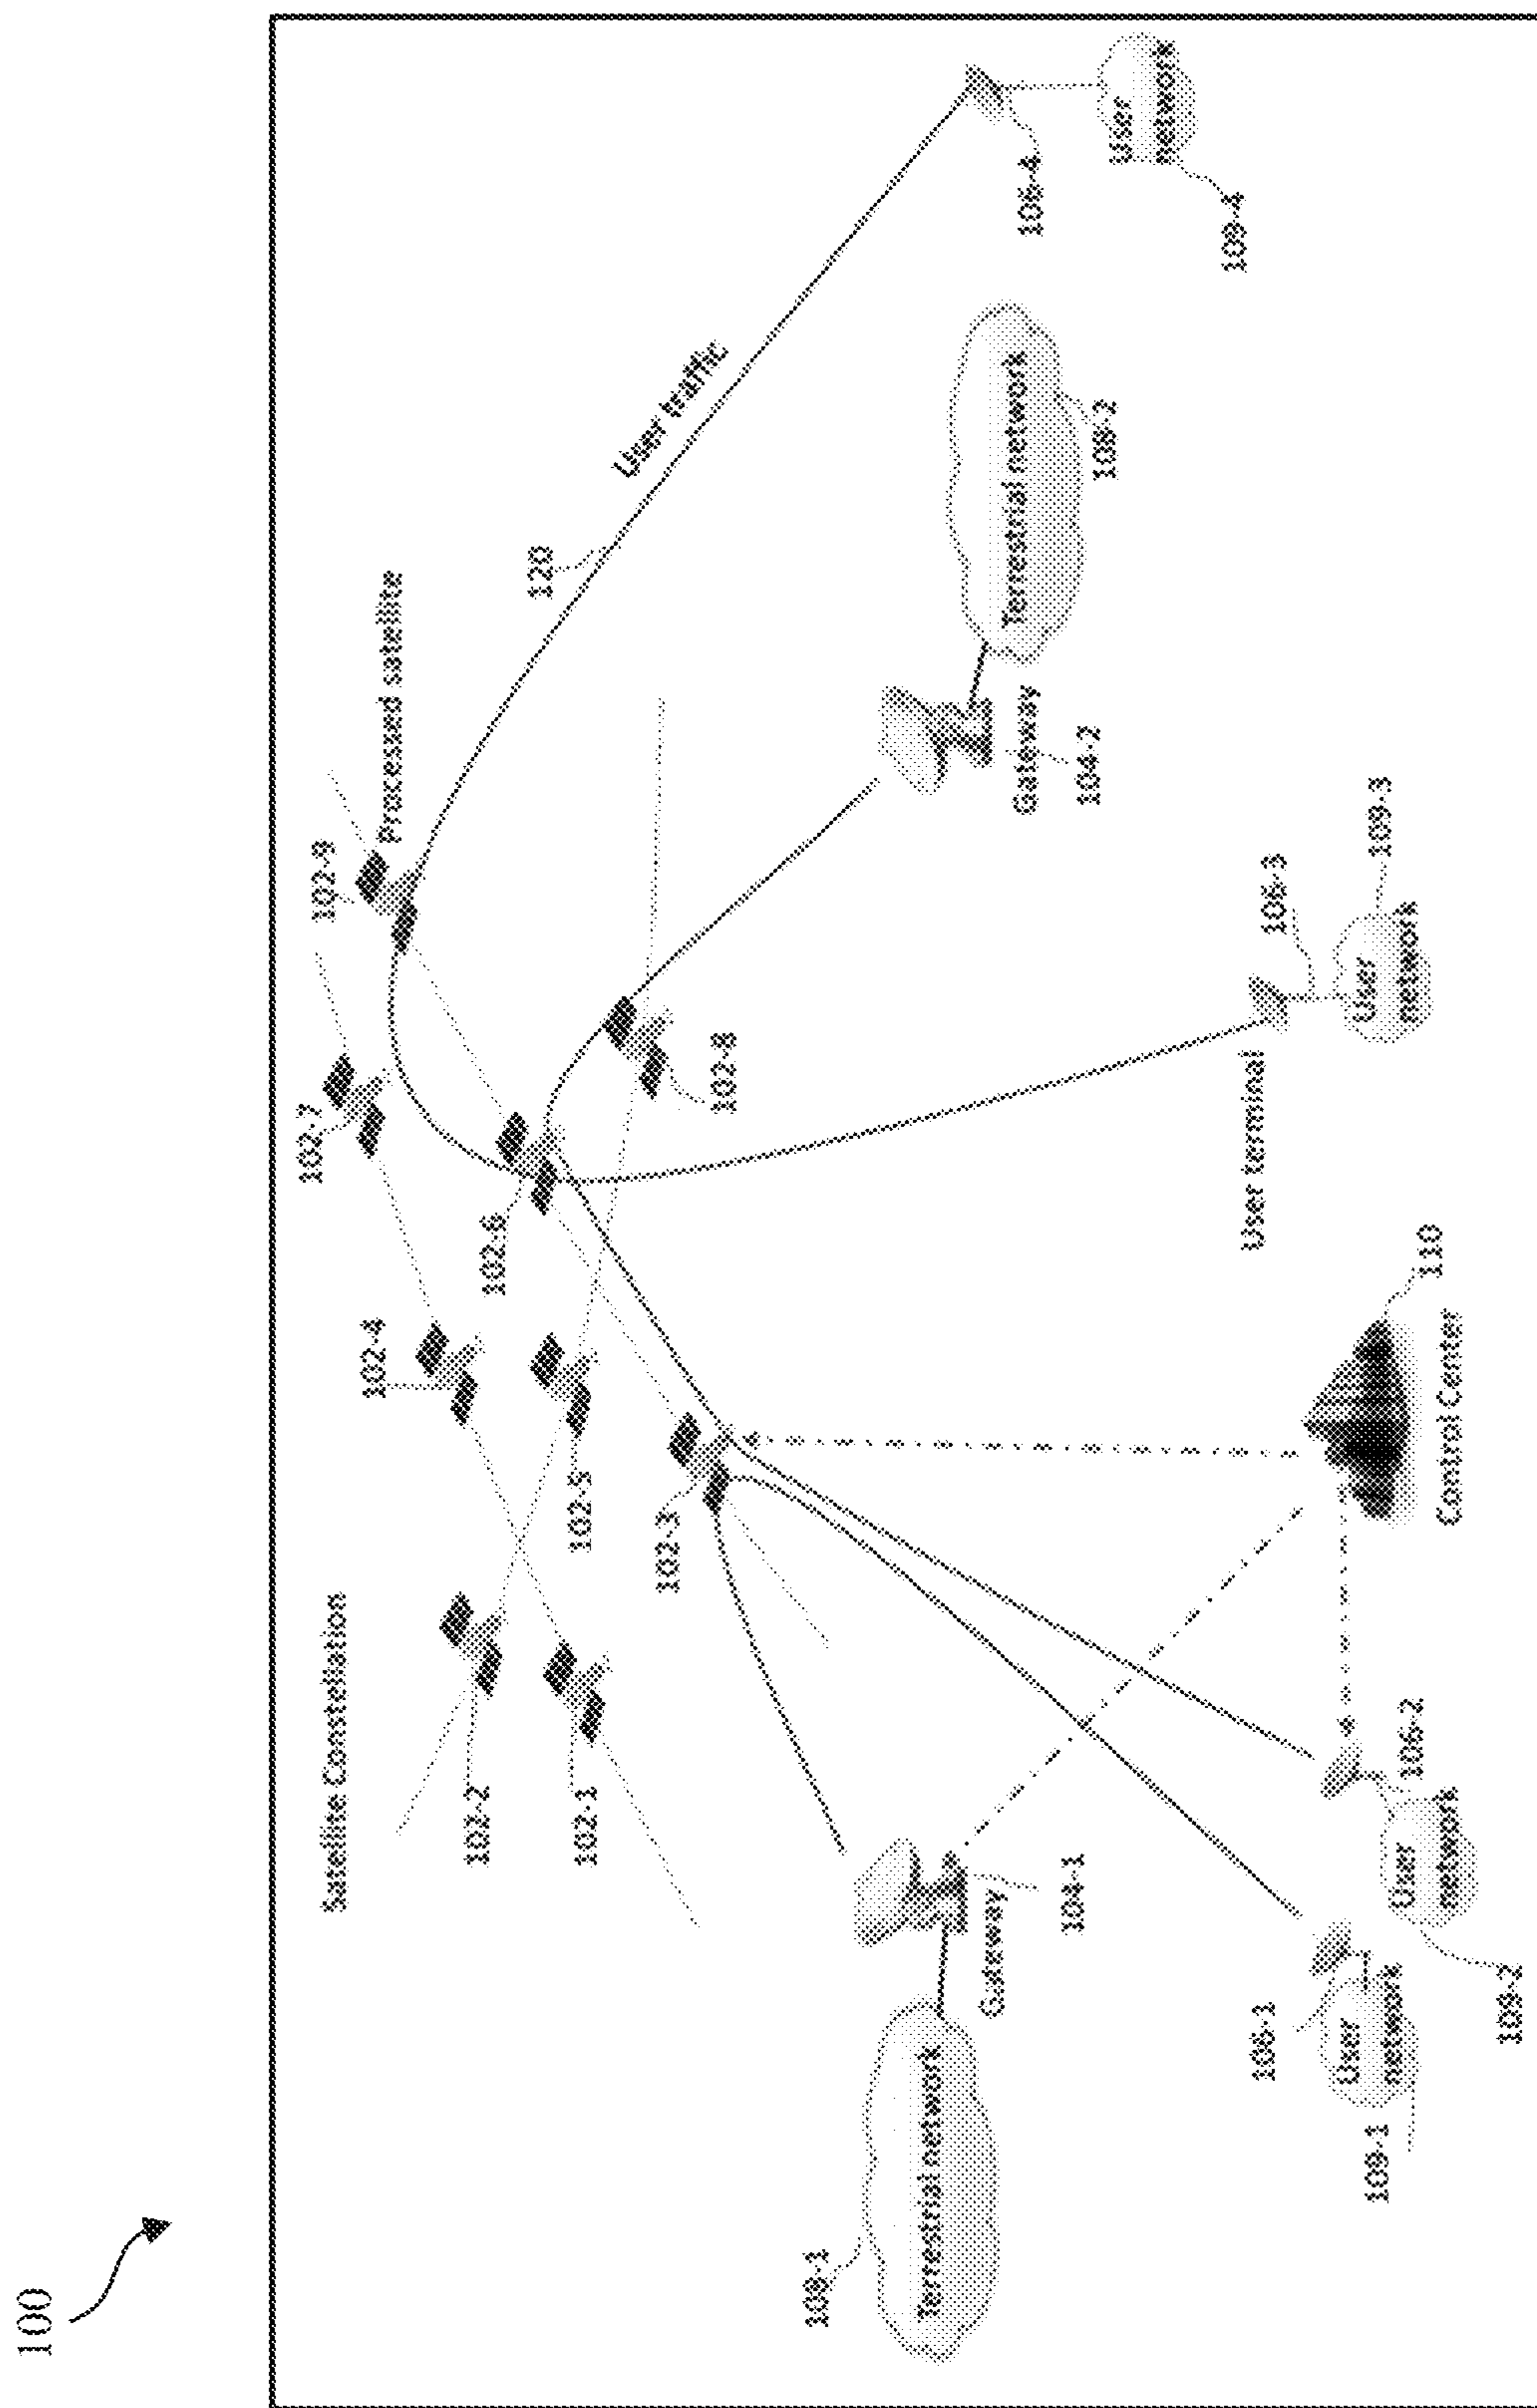 100
Satellite Constellation
Processed satellite
102-9
102-7
102-4
102-2
102-1
102-5
102-6
102-3
102-8
120
User traffic
Terrestrial network
Gateway
104-1
Gateway
104-2
Terrestrial network
108-2
106-4
User
network
109-4
User terminal
106-3
User
network
109-3
110
Control Center
106-2
User
network
109-2
106-1
User
network
109-1